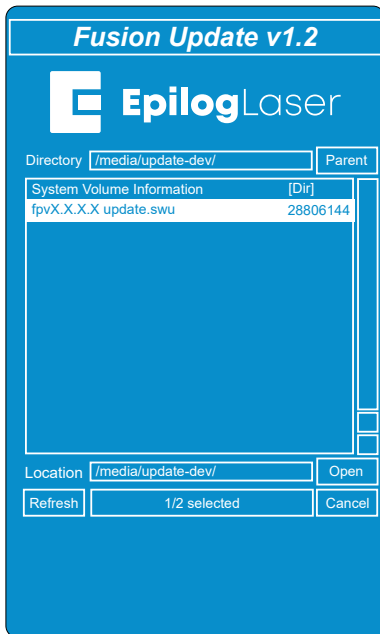 Fusion Update v1.2
EpilogLaser
Directory /media/update-dev/ Parent
System Volume Information [Dir]
fpvX.X.X.X update.swu 28806144
Location /media/update-dev/ Open
Refresh 1/2 selected Cancel